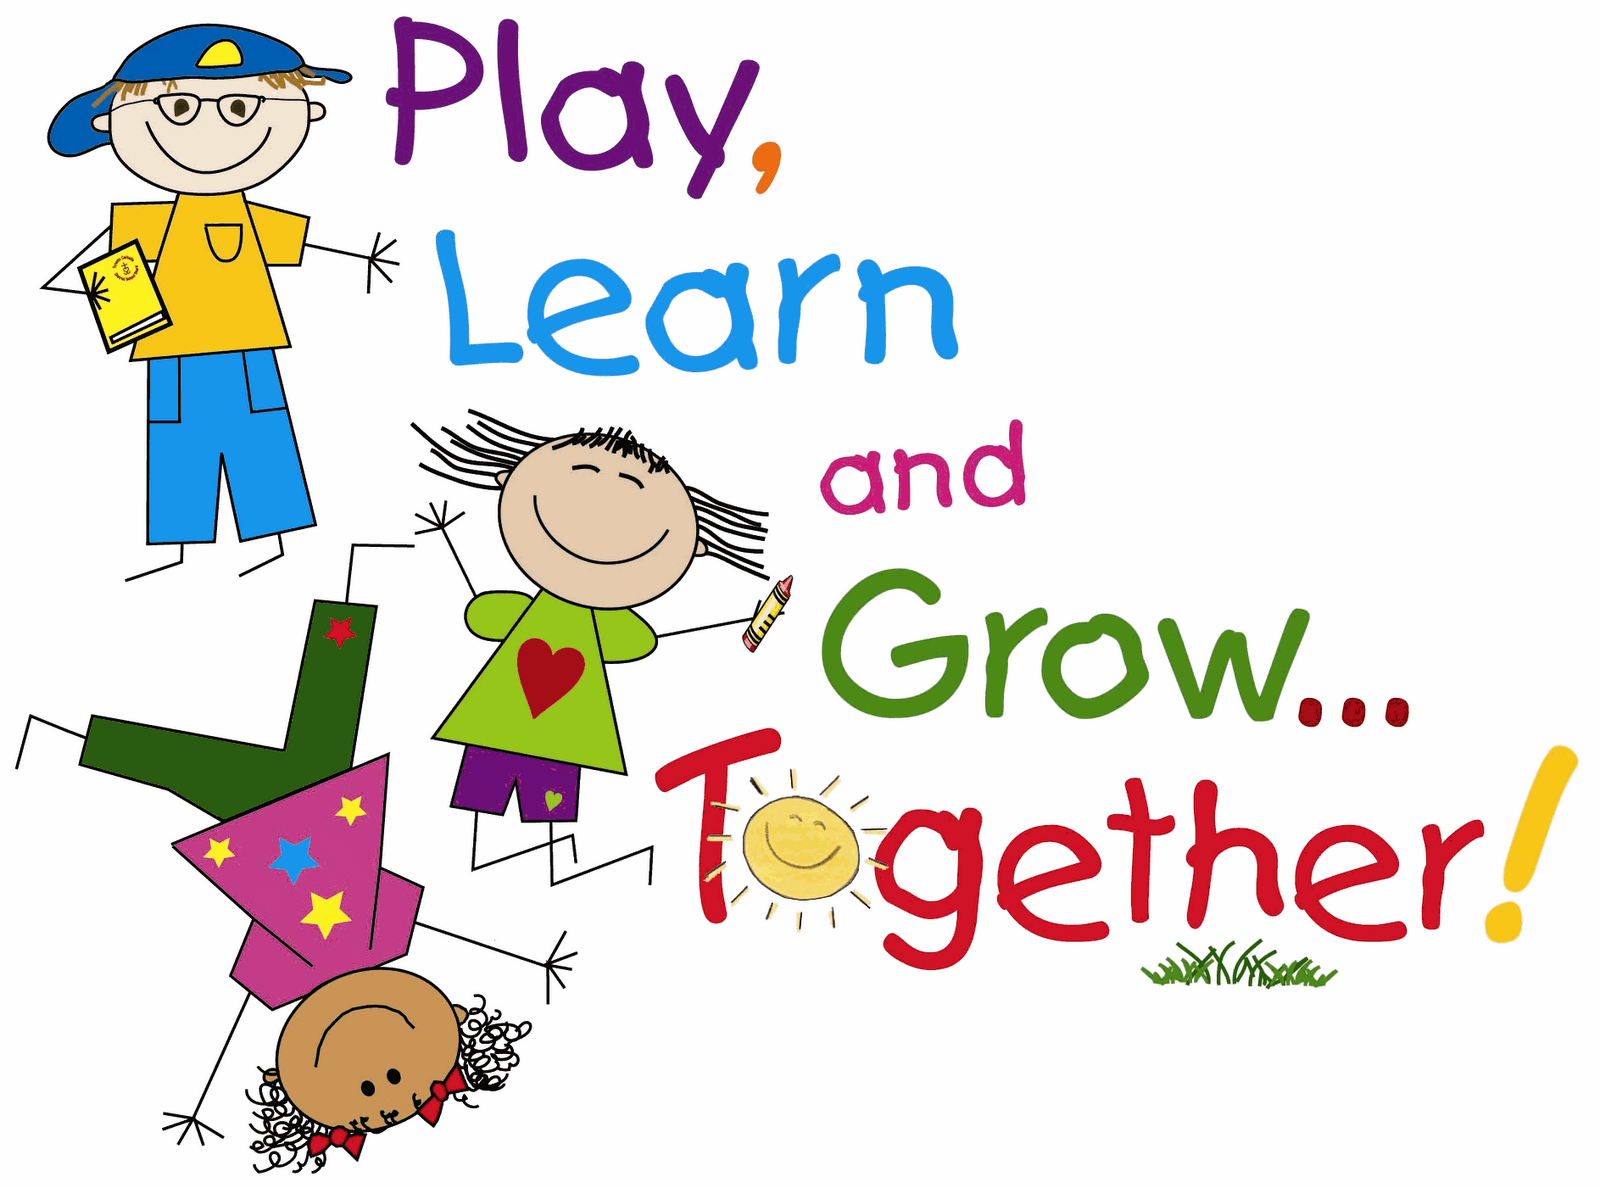 Play,
Learn
and
Grow...
Together!